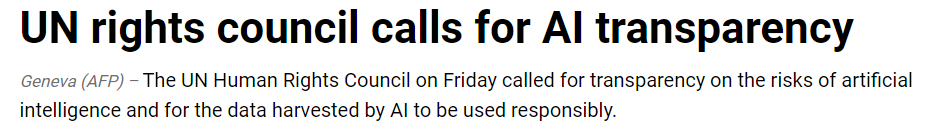 UN rights council calls for AI transparency
Geneva (AFP) – The UN Human Rights Council on Friday called for transparency on the risks of artificial
intelligence and for the data harvested by AI to be used responsibly.